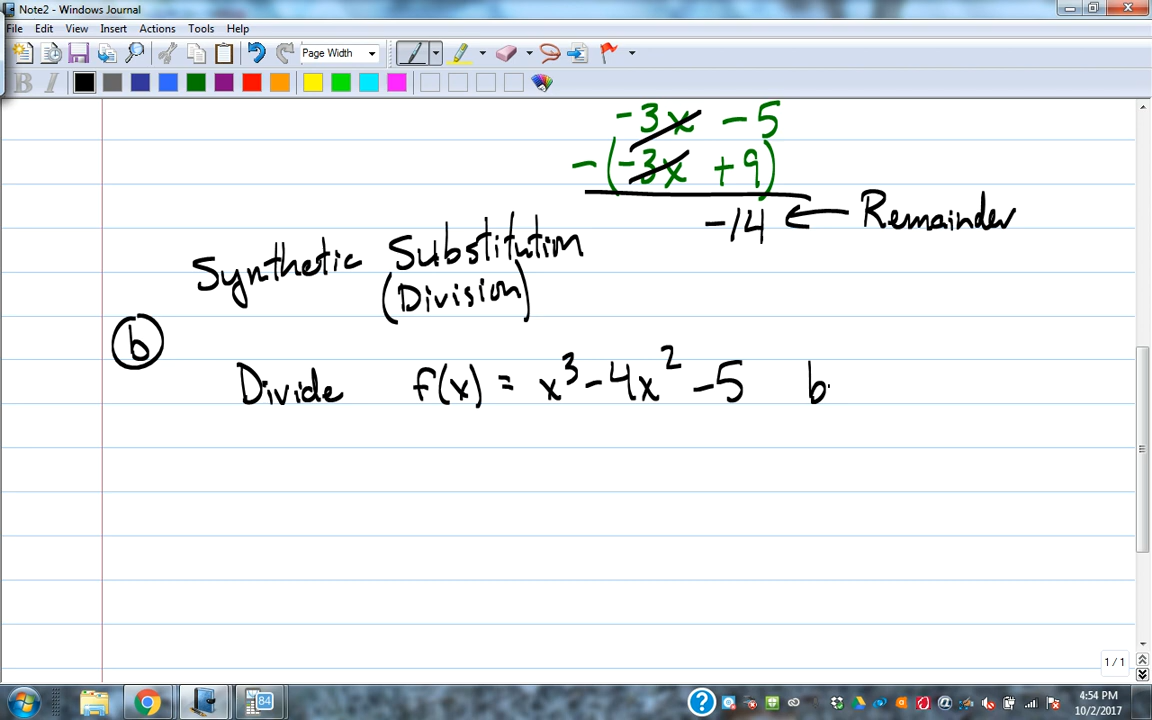 Note2 - Windows Journal
File Edit View Insert Actions Tools Help
Page Width
B I
-3x - 5
-(-3x + 9)
-14 ← Remainder
Synthetic Substitution
(Division)
b
Divide f(x) = x³ - 4x² - 5 b
1 / 1
84
4:54 PM
10/2/2017